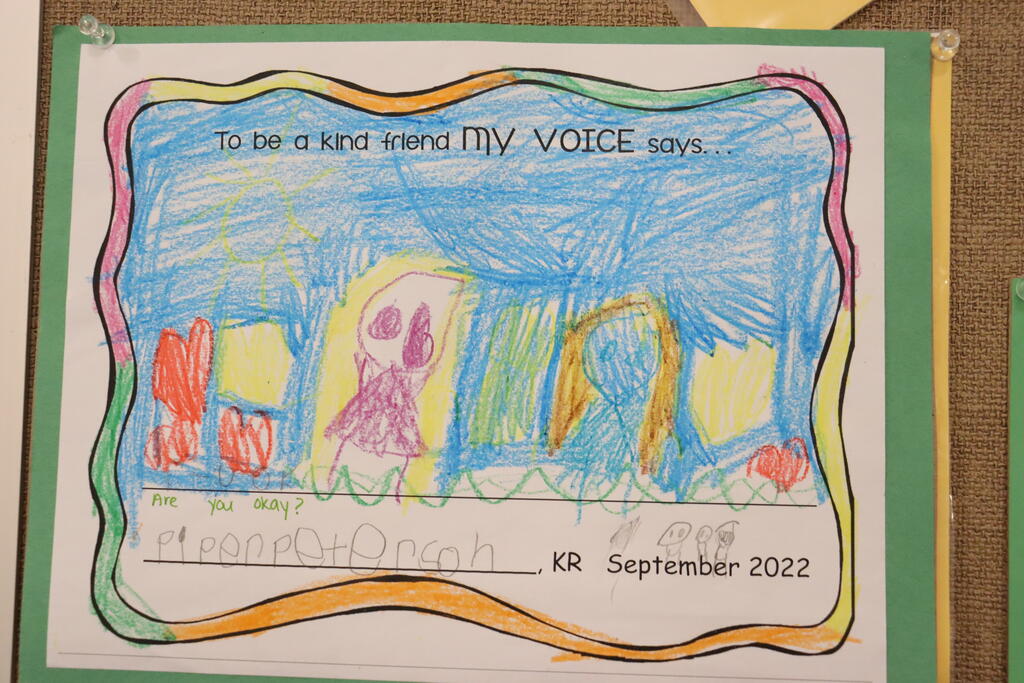 To be a kind friend MY VOICE says...
Are you okay?
piperpeterson, KR September 2022